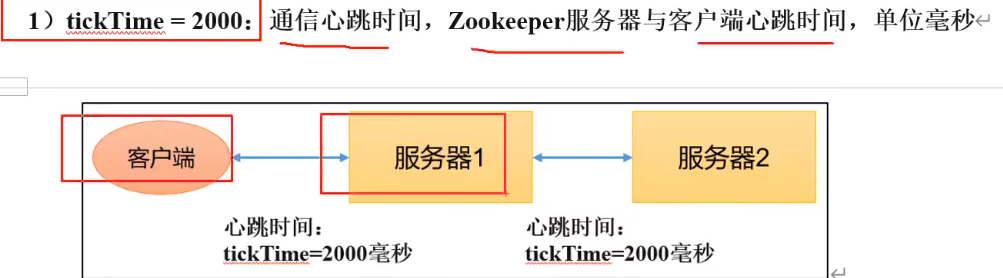 1）tickTime = 2000：通信心跳时间，Zookeeper服务器与客户端心跳时间，单位毫秒
客户端
服务器1
服务器2
心跳时间：
tickTime=2000毫秒
心跳时间：
tickTime=2000毫秒